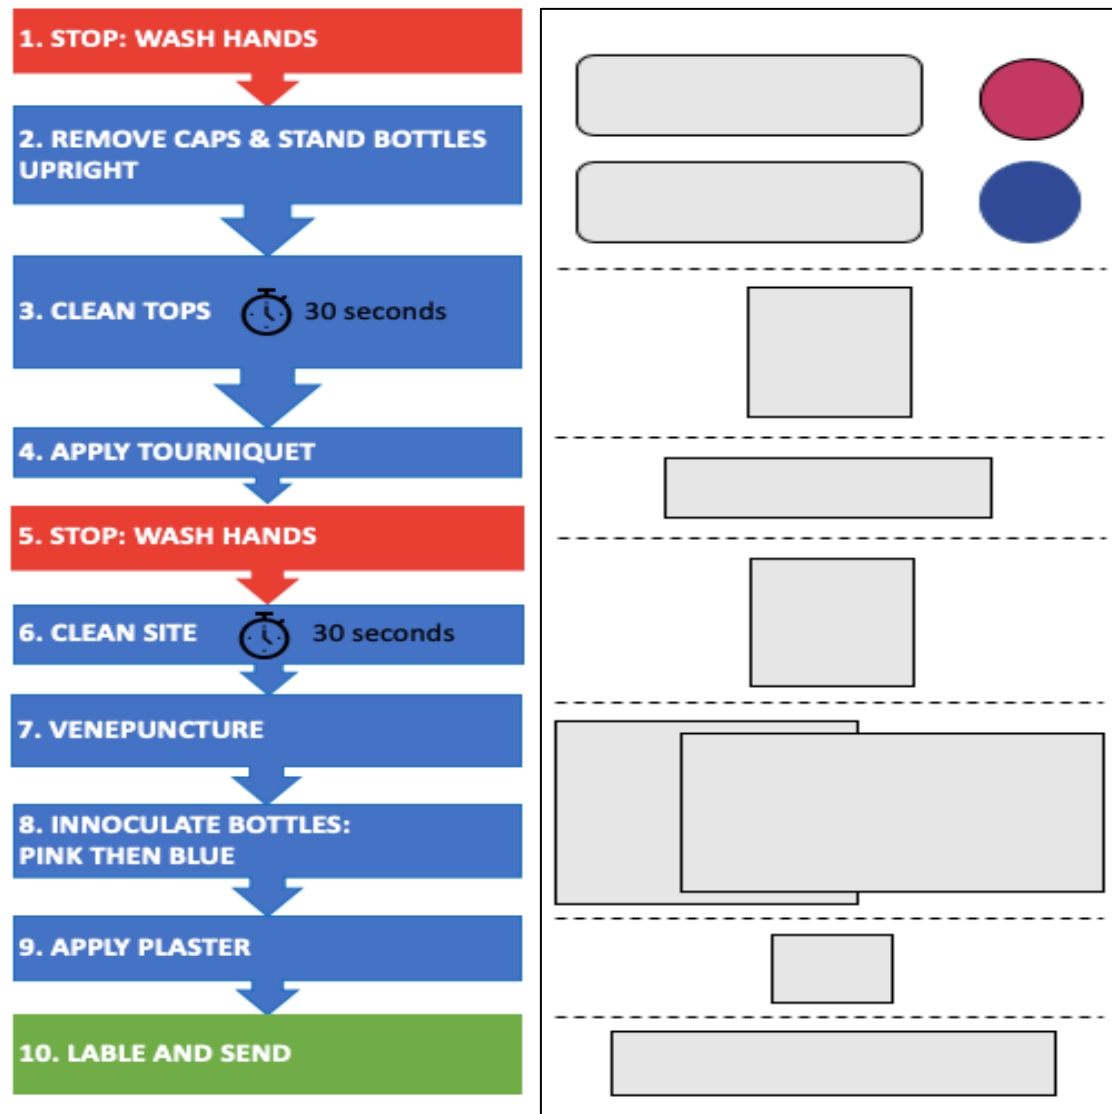 1. STOP: WASH HANDS
2. REMOVE CAPS & STAND BOTTLES
UPRIGHT
3. CLEAN TOPS 30 seconds
4. APPLY TOURNIQUET
5. STOP: WASH HANDS
6. CLEAN SITE 30 seconds
7. VENEPUNCTURE
8. INNOCULATE BOTTLES:
PINK THEN BLUE
9. APPLY PLASTER
10. LABLE AND SEND